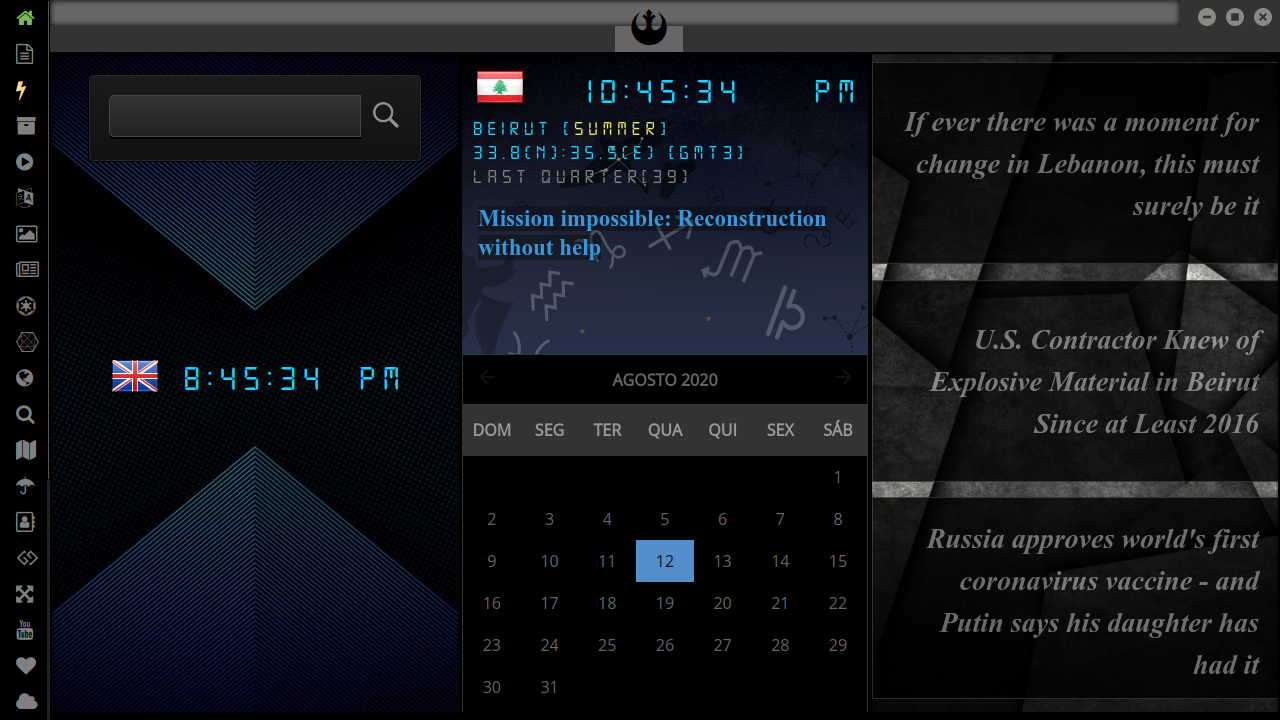 10:45:34 PM
BEIRUT (SUMMER)
33.8(N):35.5(E) (GMT3)
LAST QUARTER(39)
Mission impossible: Reconstruction
without help
8:45:34 PM
AGOSTO 2020
DOM SEG TER QUA QUI SEX SÁB
1
2 3 4 5 6 7 8
9 10 11 12 13 14 15
16 17 18 19 20 21 22
23 24 25 26 27 28 29
30 31
If ever there was a moment for
change in Lebanon, this must
surely be it
U.S. Contractor Knew of
Explosive Material in Beirut
Since at Least 2016
Russia approves world's first
coronavirus vaccine - and
Putin says his daughter has
had it
You
Tube